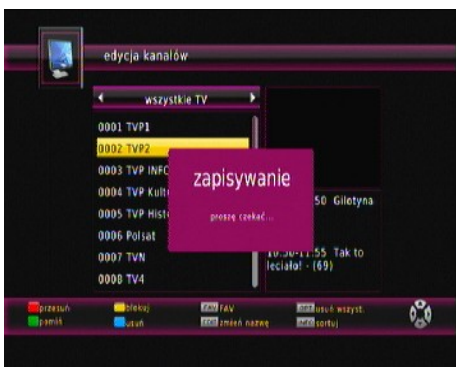 edycja kanałów
wszystkie TV
0001 TVP1
0002 TVP2
0003 TVP INFO
0004 TVP Kult
0005 TVP Hist
0006 Polsat
0007 TVN
0008 TV4
zapisywanie
proszę czekać...
50 Gilotyna
10.50-11.55 Tak to
leciało! - (69)
przesuń
blokuj
FAV
usuń wszyst.
pomiń
usuń
zmień nazwę
sortuj